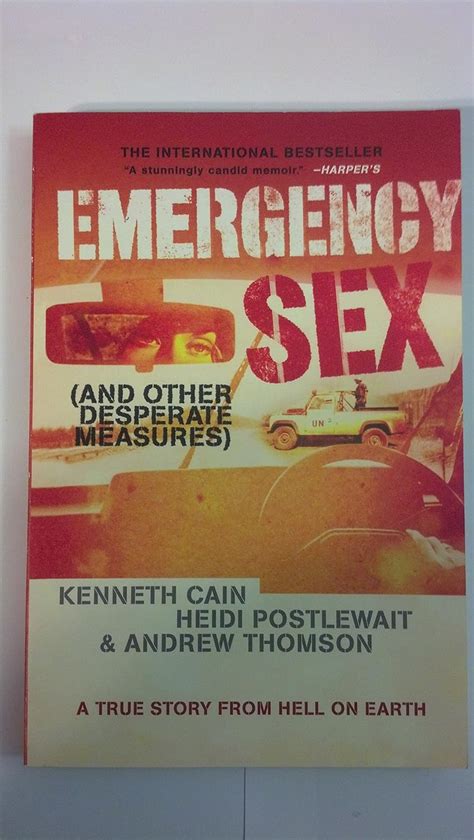 THE INTERNATIONAL BESTSELLER
"A stunningly candid memoir." —HARPER'S
EMERGENCY
SEX
(AND OTHER
DESPERATE
MEASURES)
UN
KENNETH CAIN
HEIDI POSTLEWAIT
& ANDREW THOMSON
A TRUE STORY FROM HELL ON EARTH